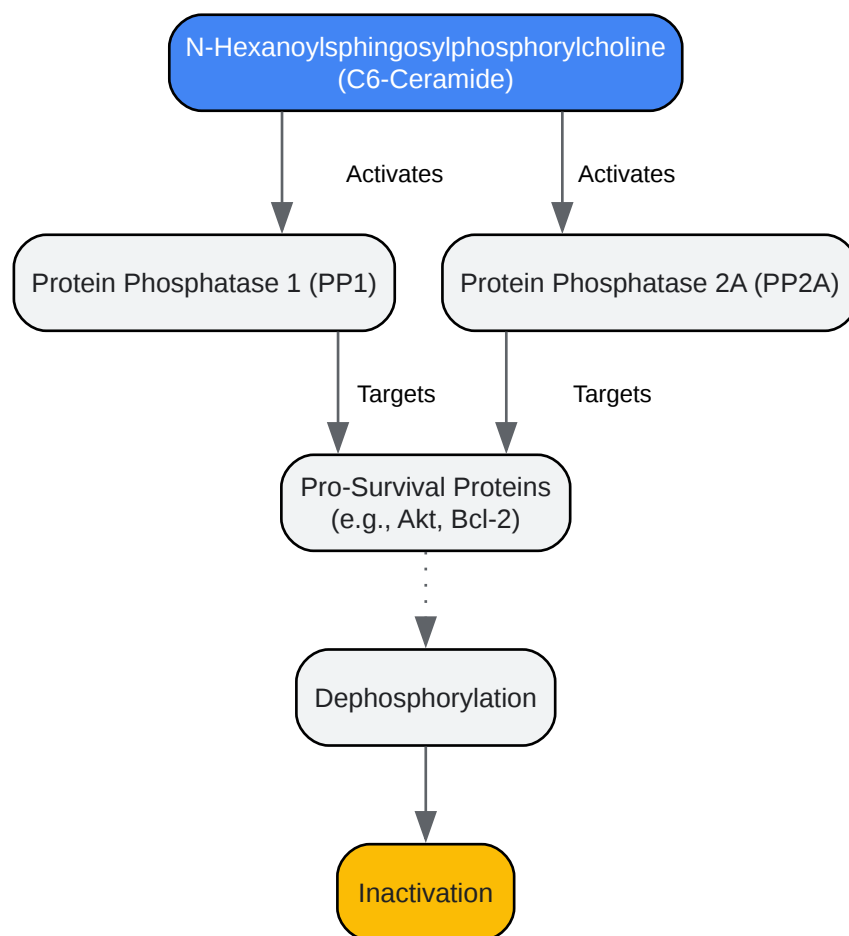 N-Hexanoylsphingosylphosphorylcholine
(C6-Ceramide)
Activates
Activates
Protein Phosphatase 1 (PP1)
Protein Phosphatase 2A (PP2A)
Targets
Targets
Pro-Survival Proteins
(e.g., Akt, Bcl-2)
Dephosphorylation
Inactivation